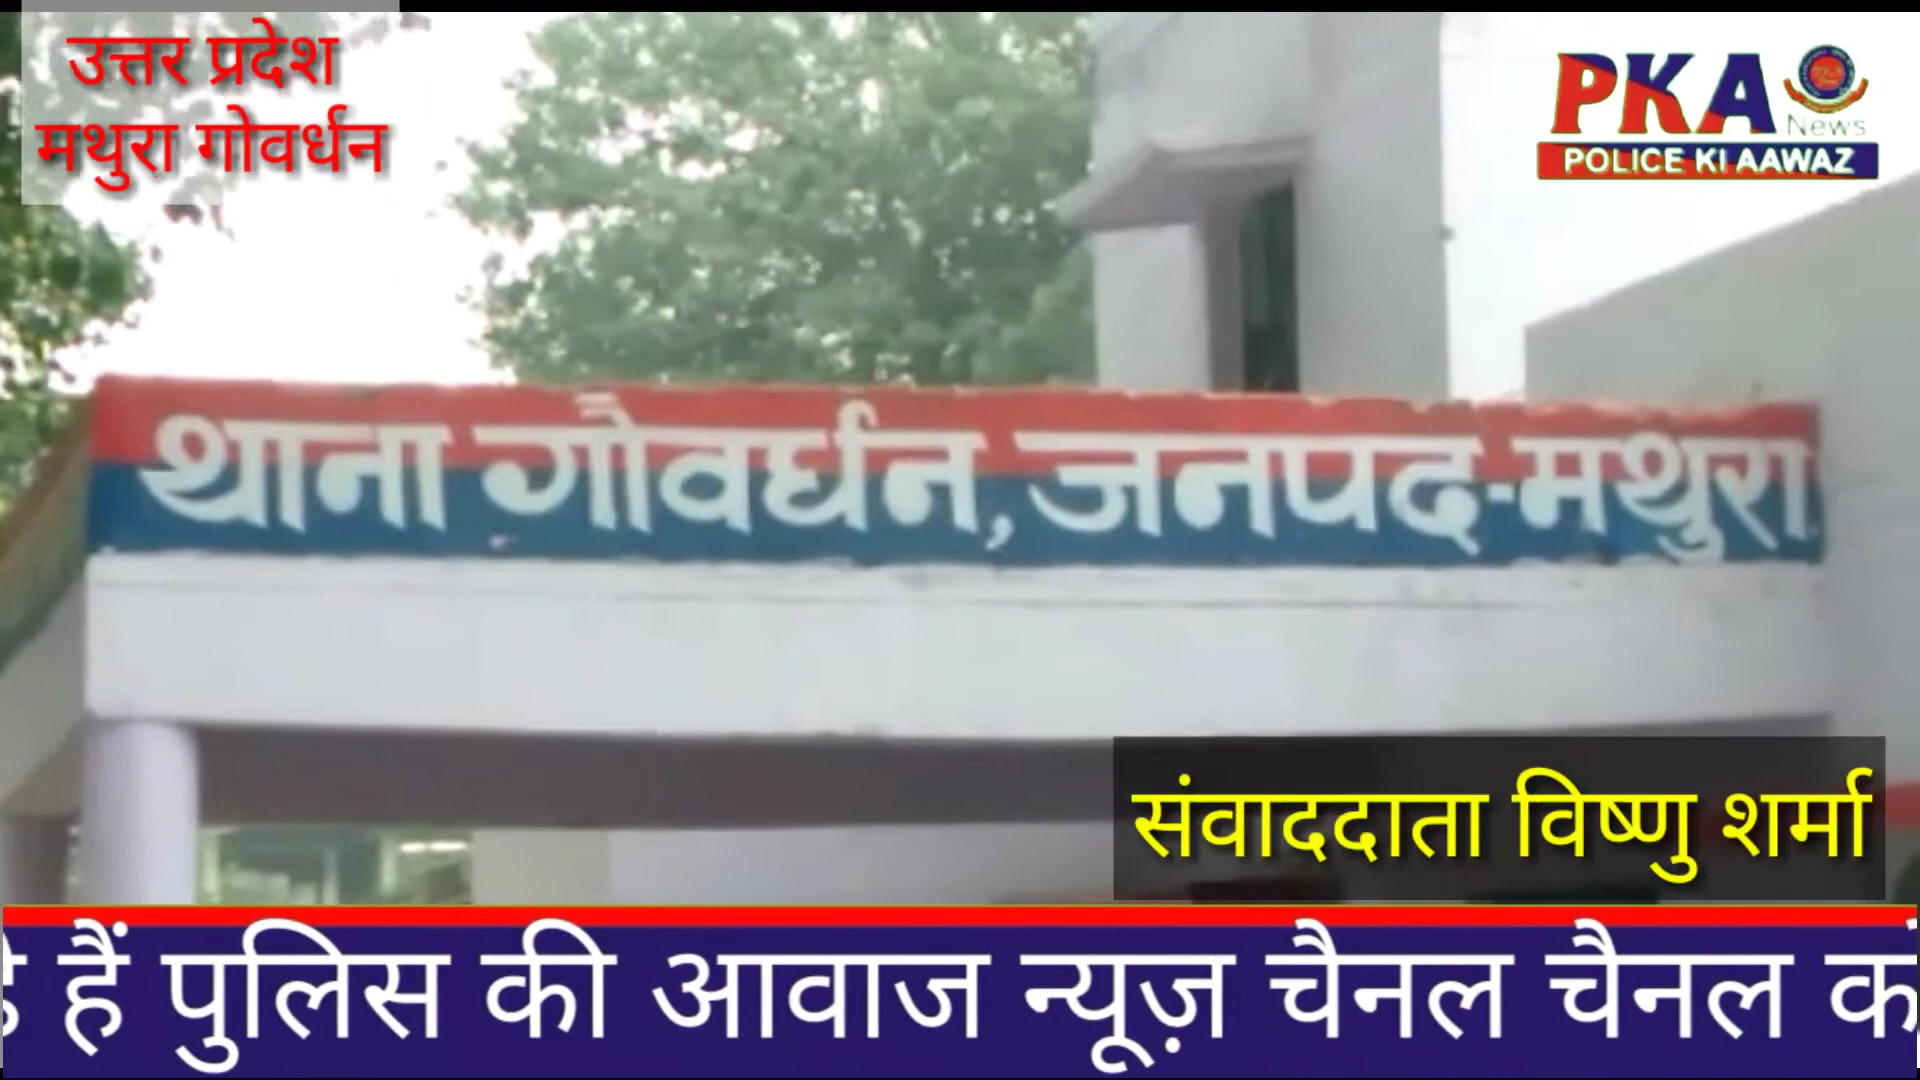 उत्तर प्रदेश
मथुरा गोवर्धन
PKA
News
POLICE KI AAWAZ
थाना गौवर्धन, जनपद-मथुरा
संवाददाता विष्णु शर्मा
हैं पुलिस की आवाज न्यूज़ चैनल चैनल